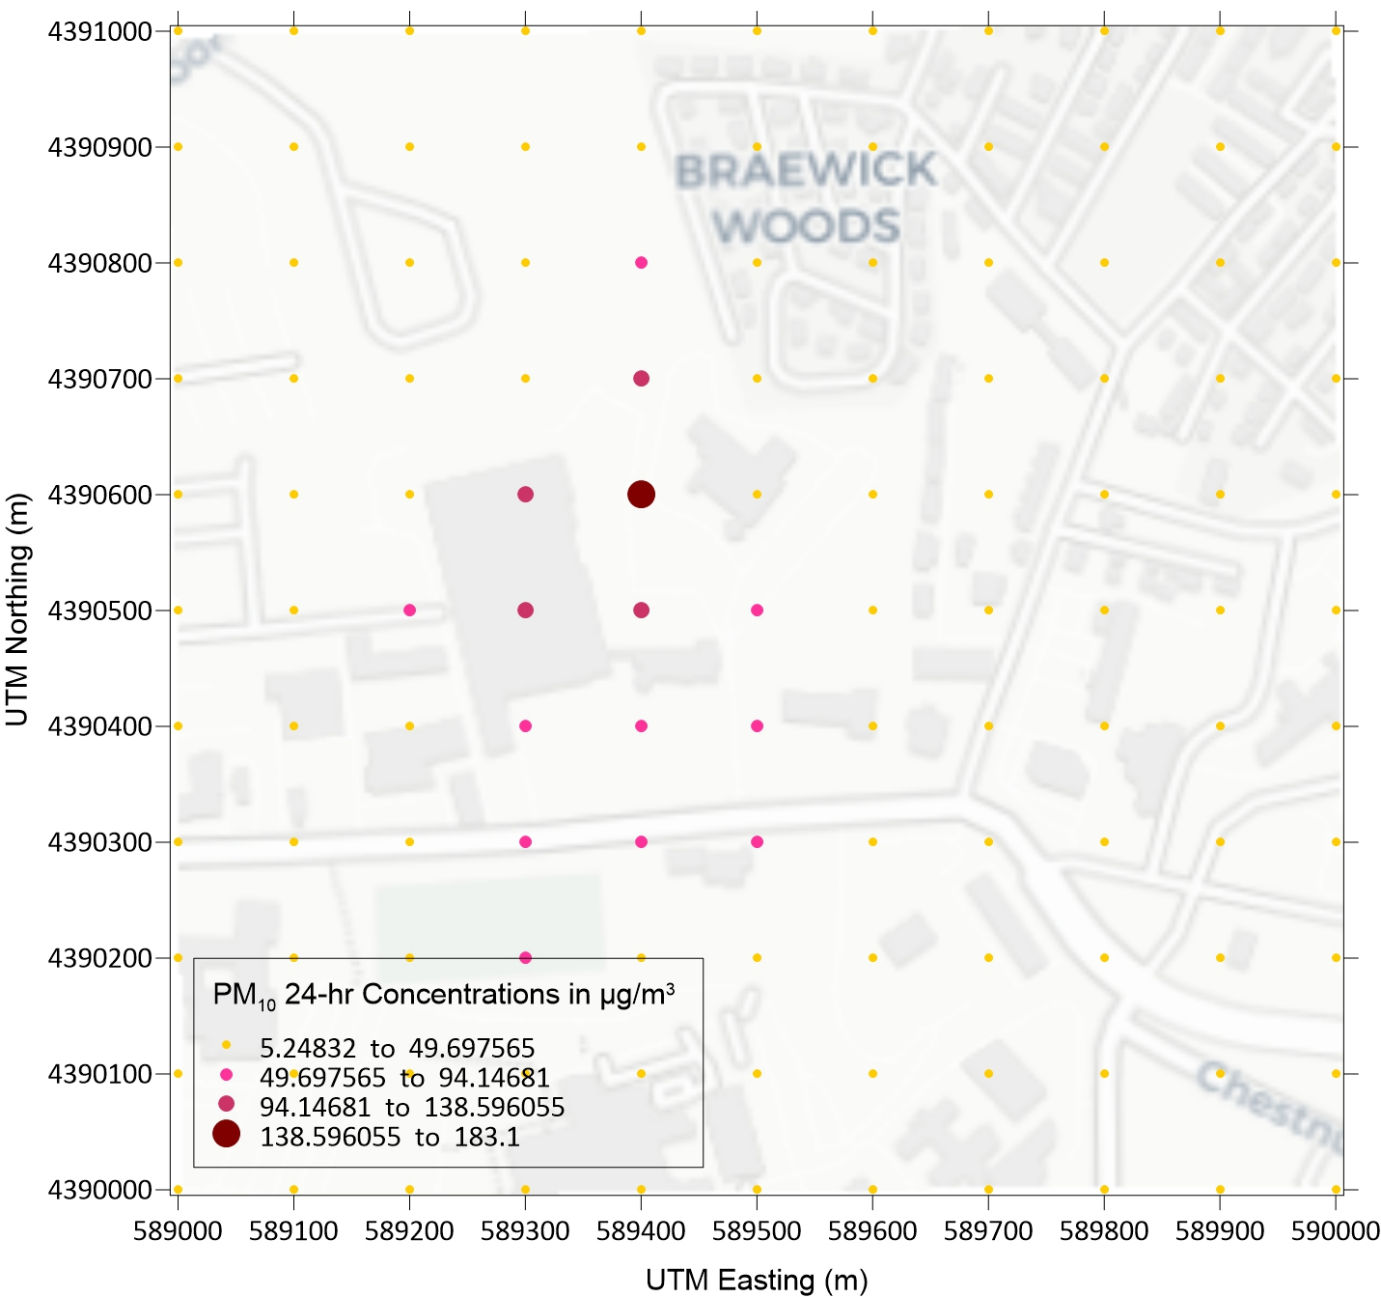 4391000
4390900
4390800
4390700
4390600
4390500
4390400
4390300
4390200
4390100
4390000
UTM Northing (m)
BRAEWICK
WOODS
Chestnu
PM10 24-hr Concentrations in µg/m³
5.24832 to 49.697565
49.697565 to 94.14681
94.14681 to 138.596055
138.596055 to 183.1
589000 589100 589200 589300 589400 589500 589600 589700 589800 589900 590000
UTM Easting (m)